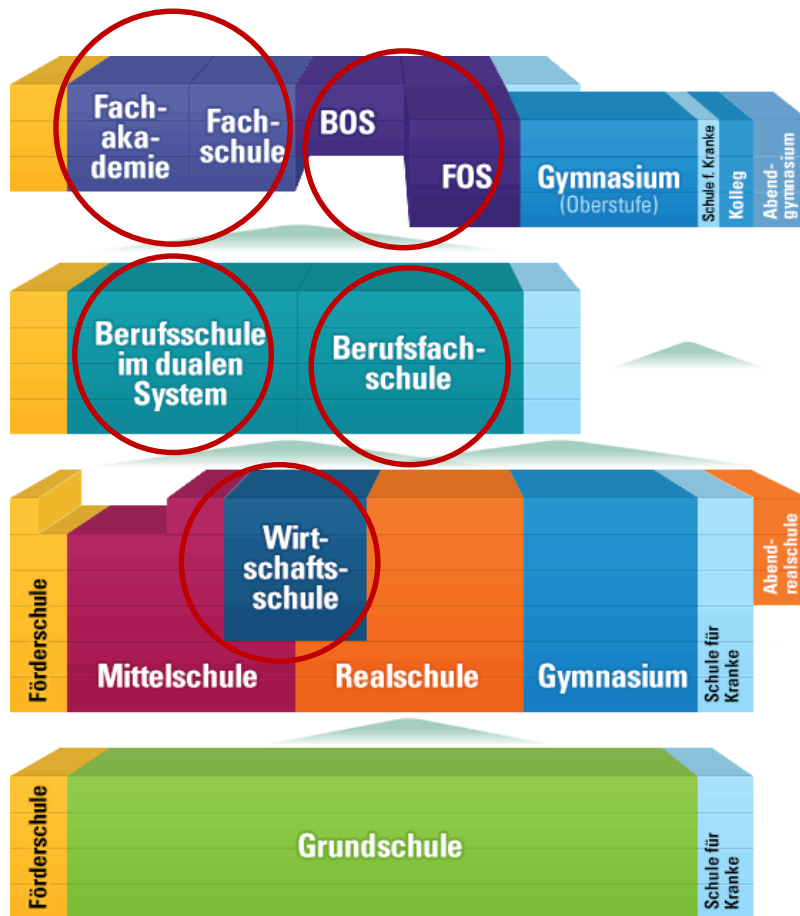 Fach-
aka-
demie
Fach-
schule
BOS
FOS
Gymnasium
(Oberstufe)
Schule f. Kranke
Kolleg
Abend-
gymnasium
Berufsschule
im dualen
System
Berufsfach-
schule
Förderschule
Mittelschule
Wirt-
schafts-
schule
Realschule
Gymnasium
Schule für
Kranke
Abend-
realschule
Förderschule
Grundschule
Schule für
Kranke